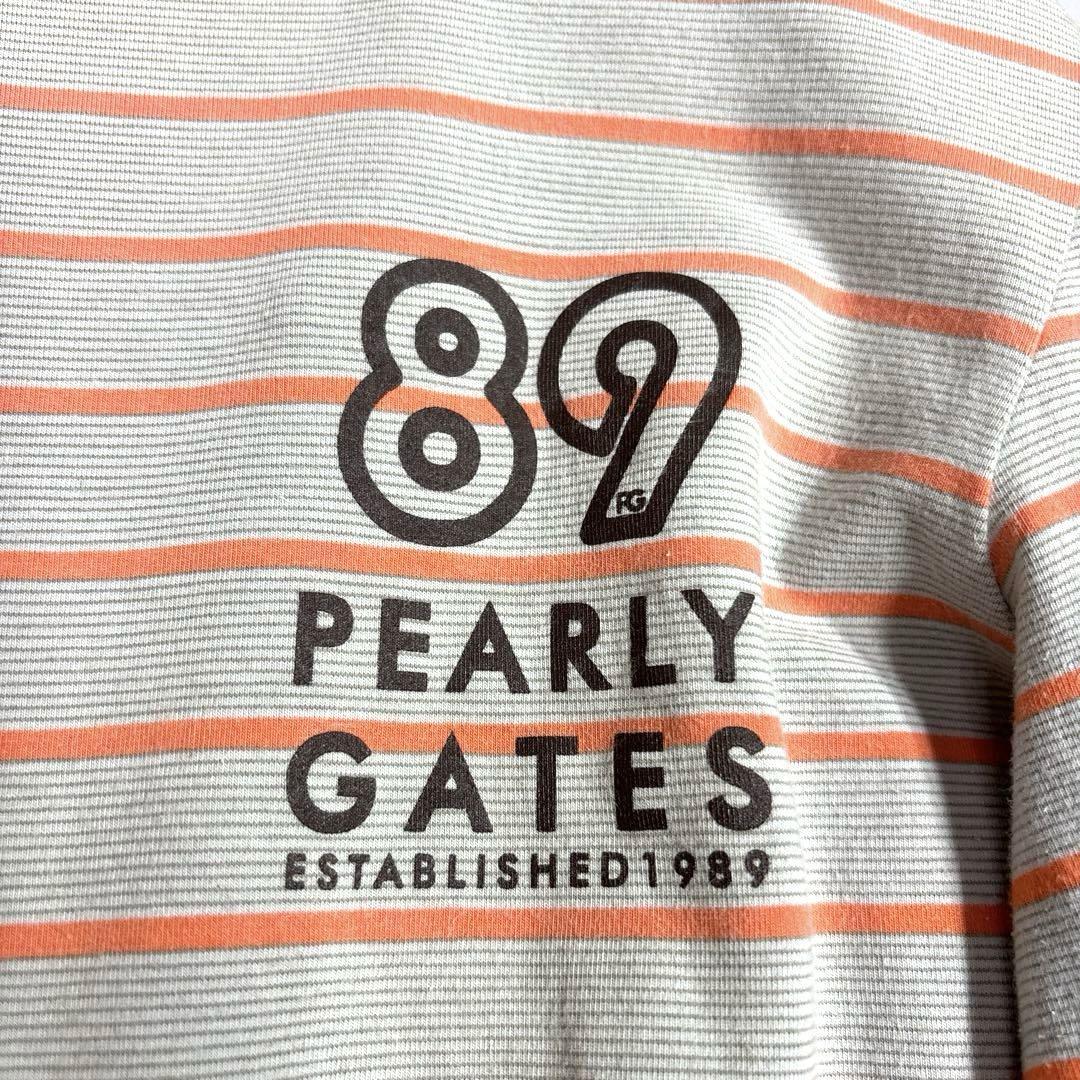 89
PG
PEARLY
GATES
ESTABLISHED1989